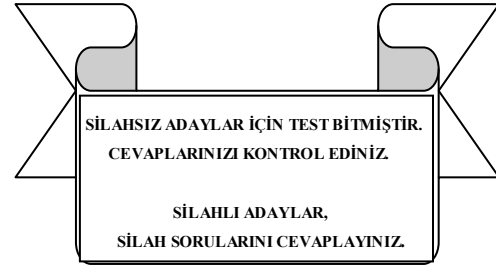 SİLAHSIZ ADAYLAR İÇİN TEST BİTMİŞTİR.
CEVAPLARINIZI KONTROL EDİNİZ.
SİLAHLI ADAYLAR,
SİLAH SORULARINI CEVAPLAYINIZ.